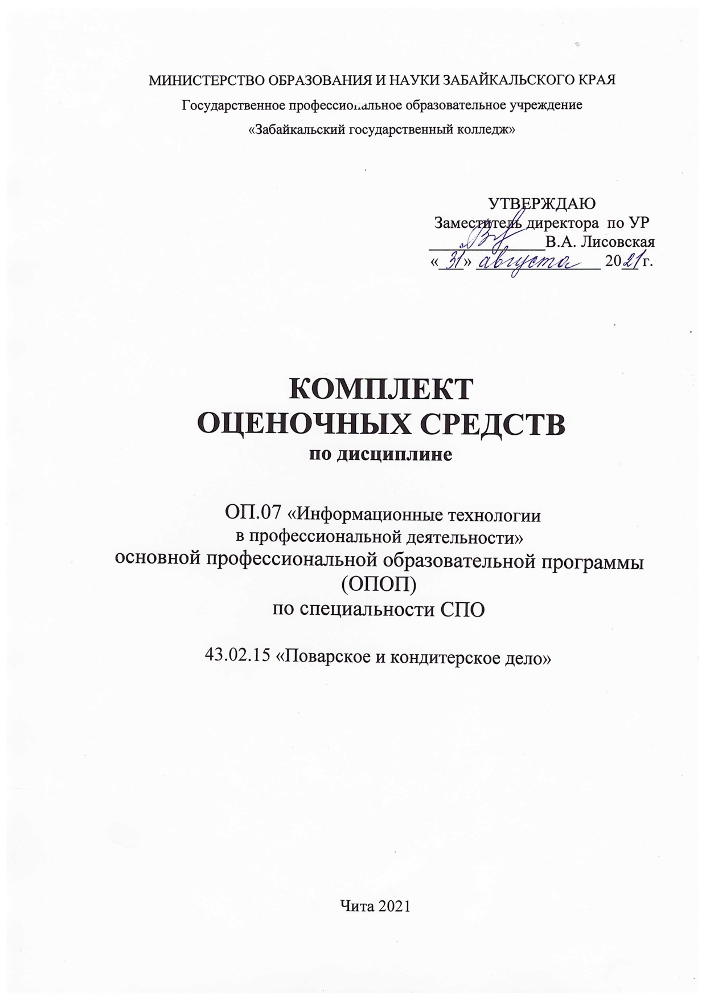 МИНИСТЕРСТВО ОБРАЗОВАНИЯ И НАУКИ ЗАБАЙКАЛЬСКОГО КРАЯ
Государственное профессиональное образовательное учреждение
«Забайкальский государственный колледж»
УТВЕРЖДАЮ
Заместитель директора по УР
______________В.А. Лисовская
«31» августа 2021 г.
КОМПЛЕКТ
ОЦЕНОЧНЫХ СРЕДСТВ
по дисциплине
ОП.07 «Информационные технологии
в профессиональной деятельности»
основной профессиональной образовательной программы
(ОПОП)
по специальности СПО
43.02.15 «Поварское и кондитерское дело»
Чита 2021